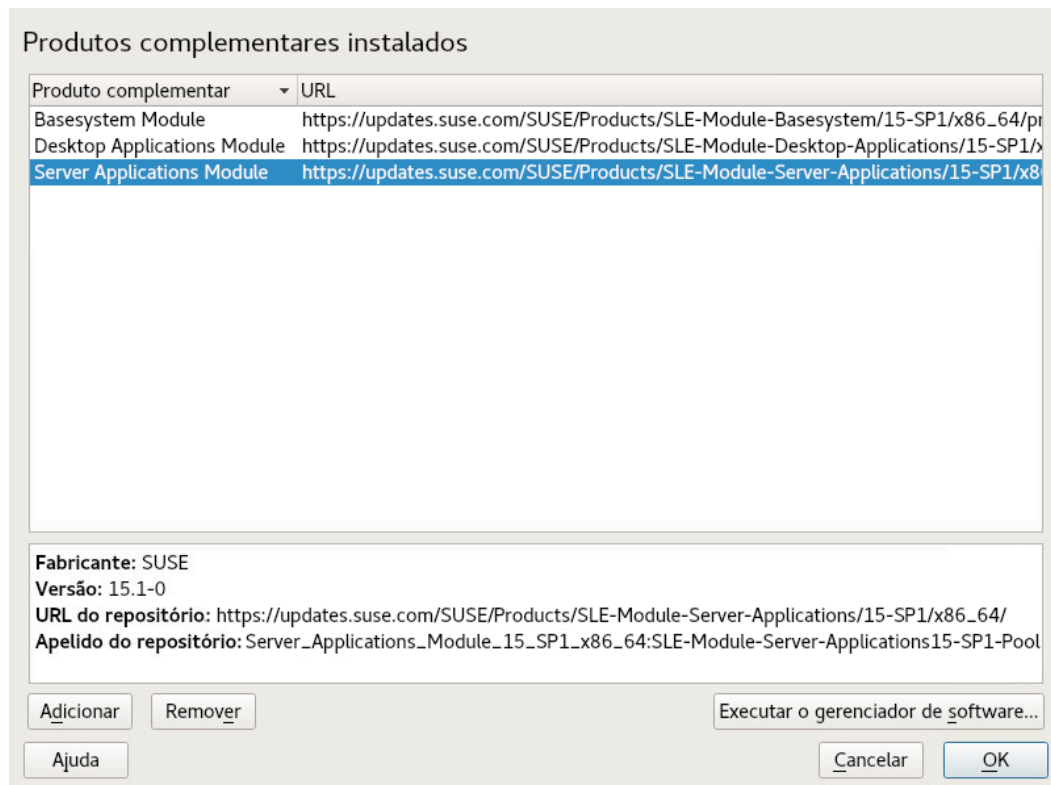 Produtos complementares instalados
Produto complementar URL
Basesystem Module https://updates.suse.com/SUSE/Products/SLE-Module-Basesystem/15-SP1/x86_64/pr
Desktop Applications Module https://updates.suse.com/SUSE/Products/SLE-Module-Desktop-Applications/15-SP1/x
Server Applications Module https://updates.suse.com/SUSE/Products/SLE-Module-Server-Applications/15-SP1/x8
Fabricante: SUSE
Versão: 15.1-0
URL do repositório: https://updates.suse.com/SUSE/Products/SLE-Module-Server-Applications/15-SP1/x86_64/
Apelido do repositório: Server_Applications_Module_15_SP1_x86_64:SLE-Module-Server-Applications15-SP1-Pool
Adicionar Remover Executar o gerenciador de software...
Ajuda Cancelar OK